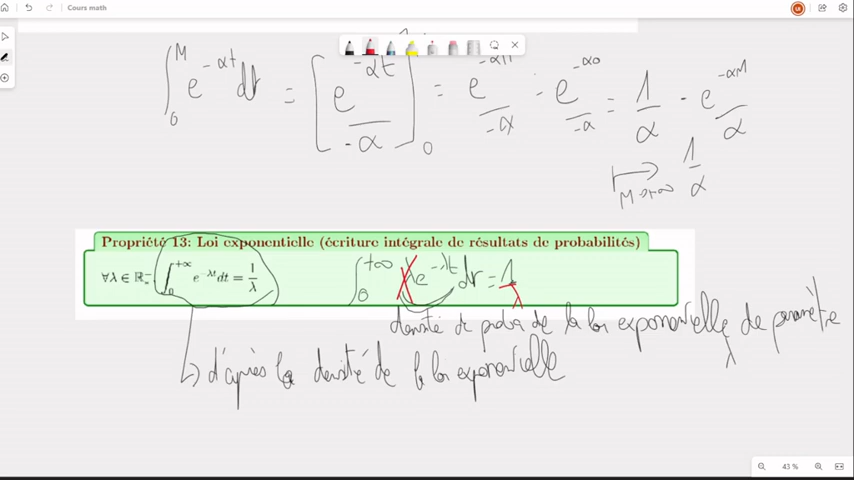 Cours math
∫₀^M e^{-αt} dt = [e^{-αt}/-α]₀ = e^{-αM}/-α - e^{-α0}/-α = 1/α - e^{-αM}/α
M→+∞ 1/α
Propriété 13: Loi exponentielle (écriture intégrale de résultats de probabilités)
∀λ ∈ ℝ₋⁻ ∫₀^{+∞} e^{-λt}dt = 1/λ
∫₀^{+∞} λe^{-λt} dt = 1/λ
densité de proba de la loi exponentielle de paramètre
λ
↳ d'après la densité de la loi exponentielle
43 %